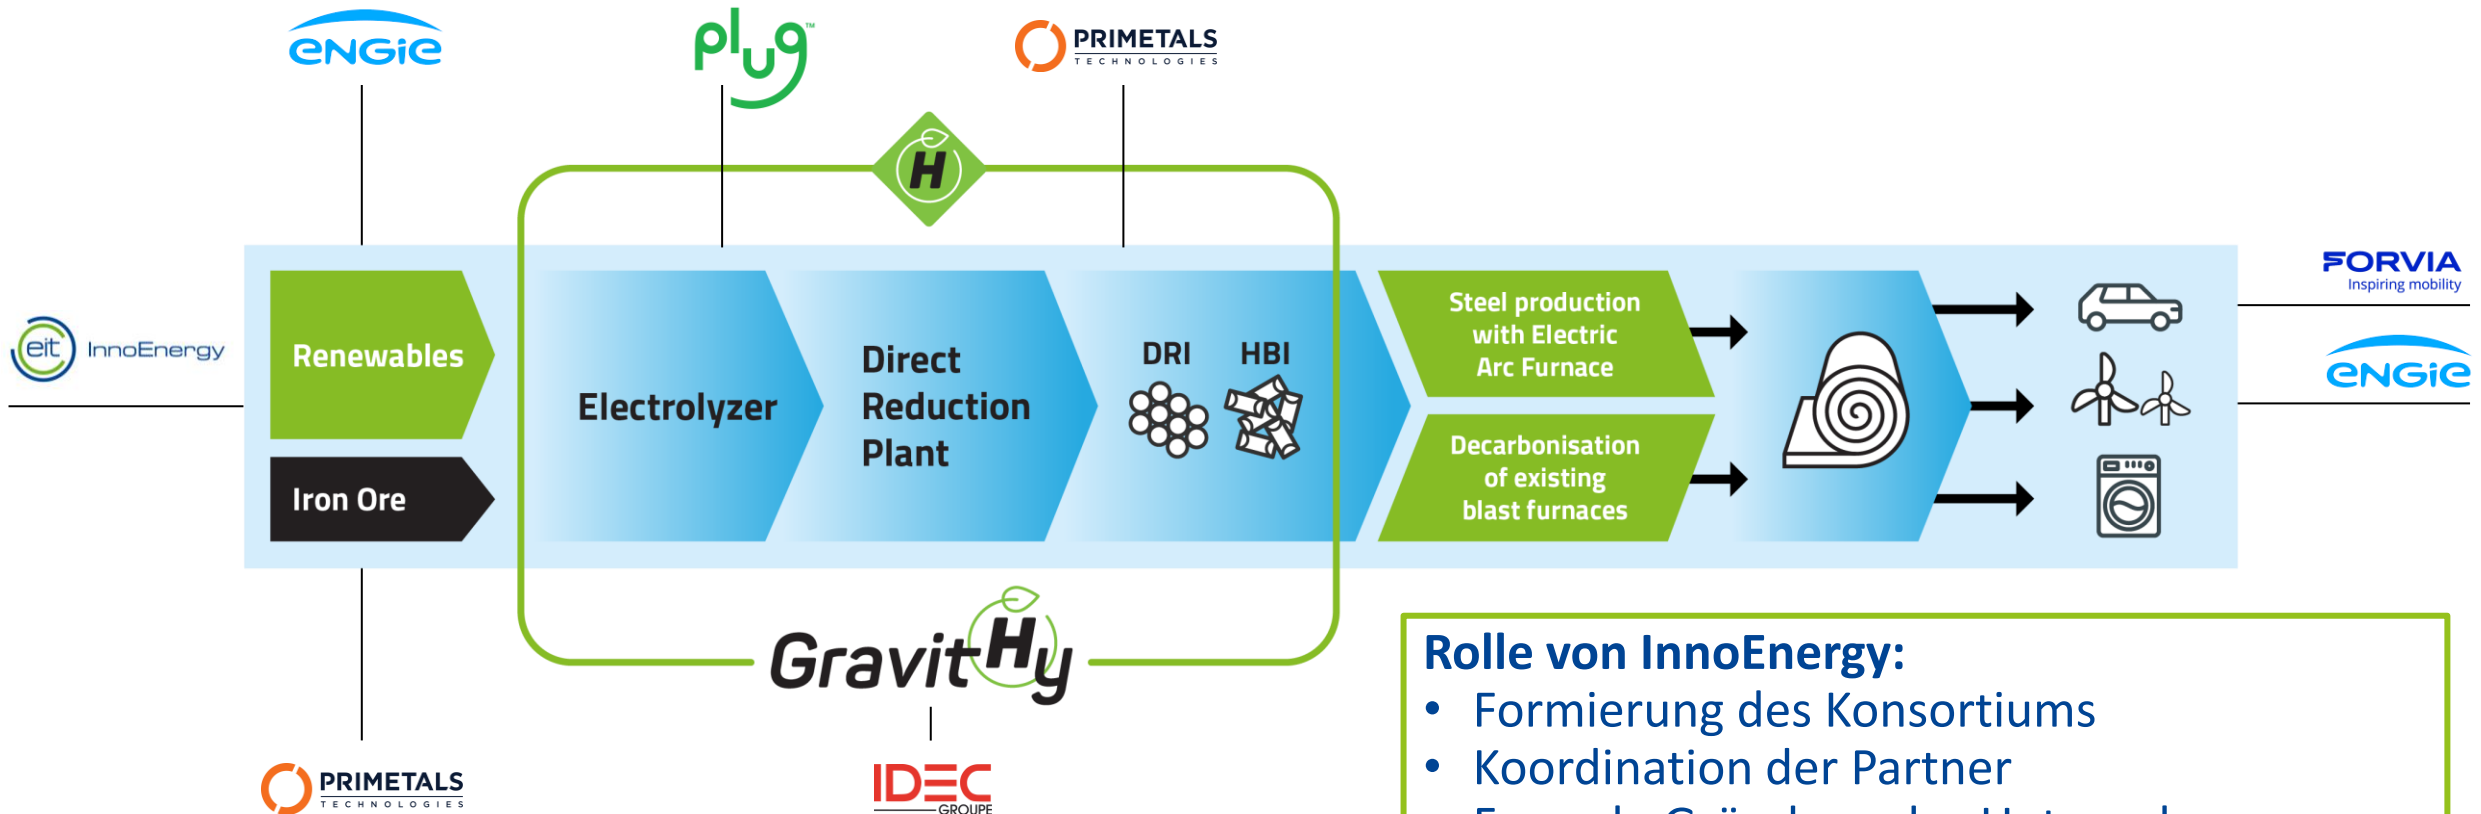 ENGIE
plug™
PRIMETALS
TECHNOLOGIES
H
FORVIA
Inspiring mobility
eit InnoEnergy
Renewables
Iron Ore
Electrolyzer
Direct
Reduction
Plant
DRI HBI
Steel production
with Electric
Arc Furnace
Decarbonisation
of existing
blast furnaces
ENGIE
GravitHy
PRIMETALS
TECHNOLOGIES
IDEC
GROUPE
Rolle von InnoEnergy:
• Formierung des Konsortiums
• Koordination der Partner